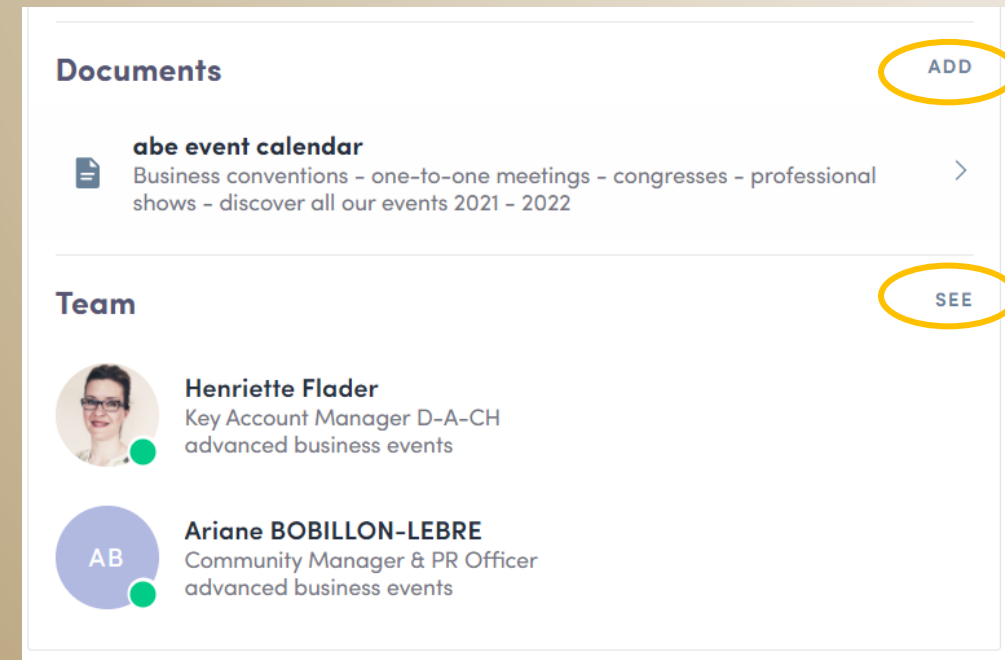 Documents
ADD
abe event calendar
Business conventions - one-to-one meetings - congresses - professional
shows - discover all our events 2021 - 2022
Team
SEE
Henriette Flader
Key Account Manager D-A-CH
advanced business events
AB
Ariane BOBILLON-LEBRE
Community Manager & PR Officer
advanced business events